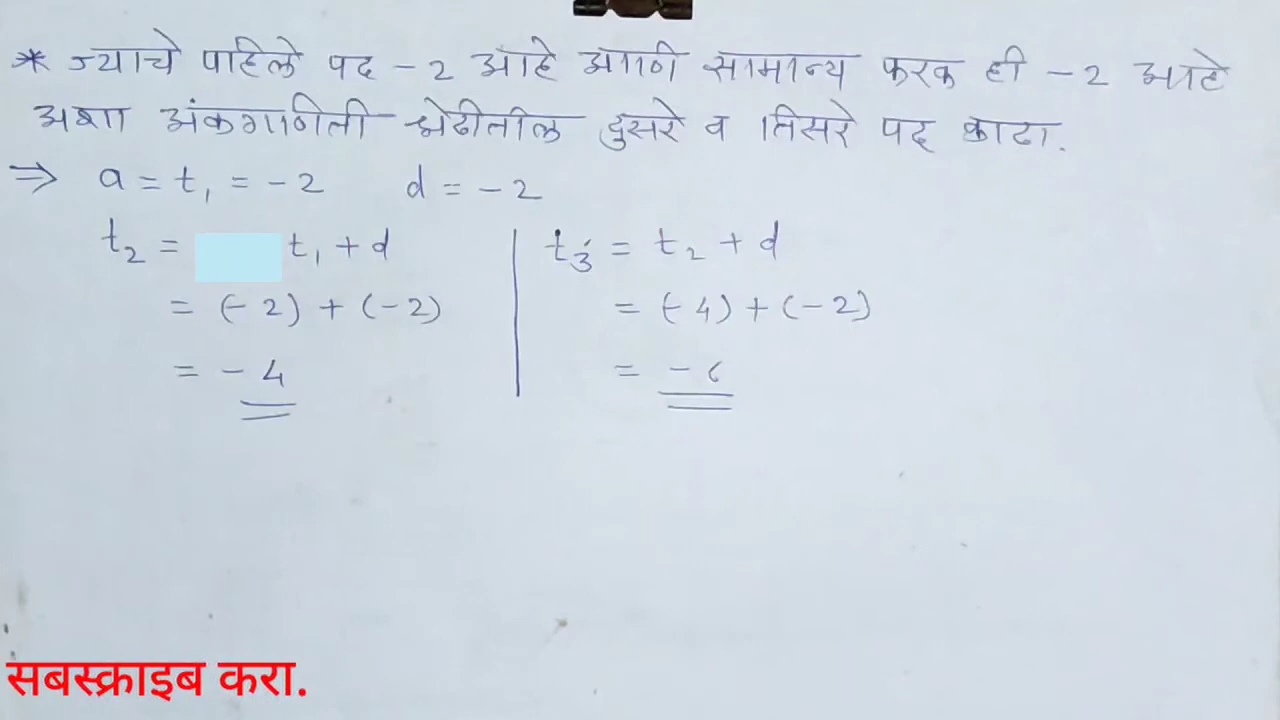 * ज्याचे पहिले पद -2 आहे आणि सामान्य फरक ही -2 आहे
अशा अंकगणिती श्रेढीतील दुसरे व तिसरे पद काढा.
⇒ a = t₁ = -2 d = -2
t₂ = t₁ + d
= (-2) + (-2)
= -4
t₃ = t₂ + d
= (-4) + (-2)
= -6
सबस्क्राइब करा.